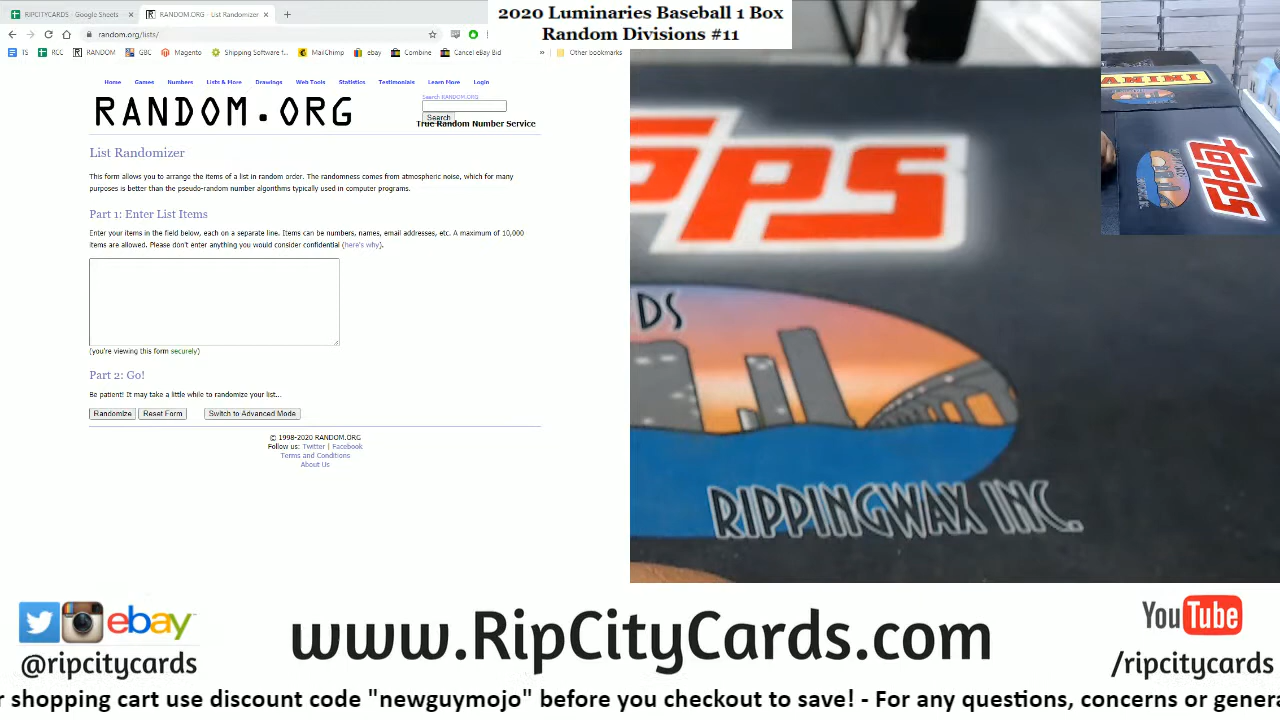 RIPCITYCARDS - Google Sheets
RANDOM.ORG - List Randomizer
2020 Luminaries Baseball 1 Box
Random Divisions #11
random.org/lists/
TS
RCC
RANDOM
GBC
Magento
Shipping Software f...
MailChimp
ebay
Combine
Cancel eBay Bid
»
Other bookmarks
Home
Games
Numbers
Lists & More
Drawings
Web Tools
Statistics
Testimonials
Learn More
Login
RANDOM.ORG
Search RANDOM.ORG
Search
True Random Number Service
List Randomizer
This form allows you to arrange the items of a list in random order. The randomness comes from atmospheric noise, which for many
purposes is better than the pseudo-random number algorithms typically used in computer programs.
Part 1: Enter List Items
Enter your items in the field below, each on a separate line. Items can be numbers, names, email addresses, etc. A maximum of 10,000
items are allowed. Please don't enter anything you would consider confidential (here's why).
(you're viewing this form securely)
Part 2: Go!
Be patient! It may take a little while to randomize your list...
Randomize
Reset Form
Switch to Advanced Mode
© 1998-2020 RANDOM.ORG
Follow us: Twitter | Facebook
Terms and Conditions
About Us
PPS
DS
RIPPINGWAX INC.
ANINI
topps
ebay™
@ripcitycards
www.RipCityCards.com
YouTube
/ripcitycards
r shopping cart use discount code "newguymojo" before you checkout to save! - For any questions, concerns or genera